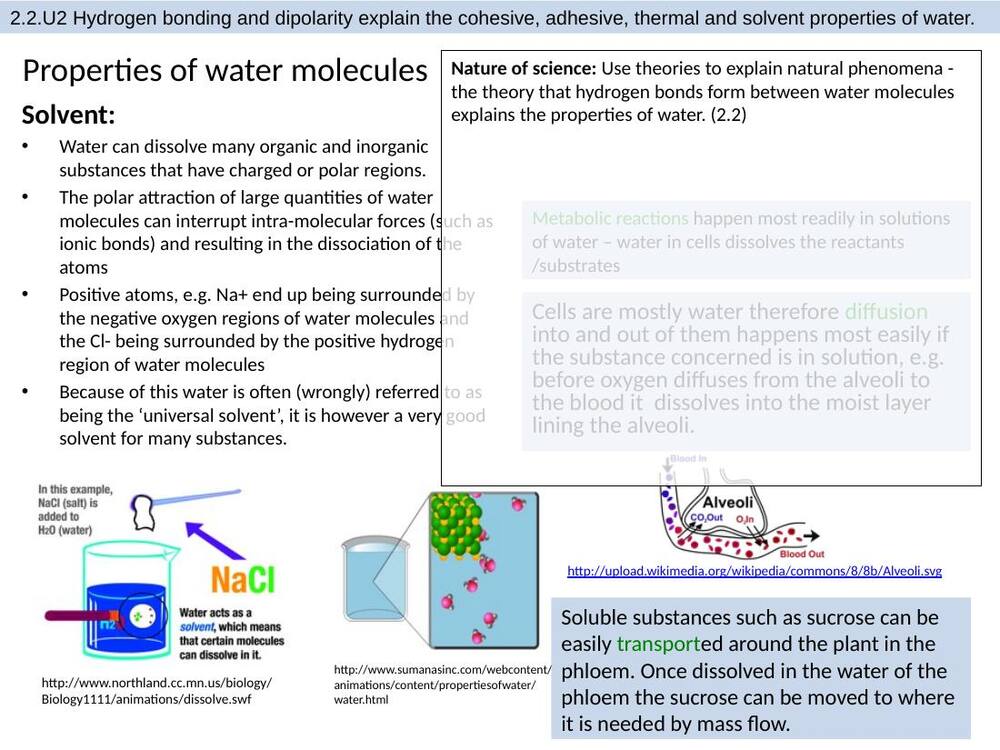 2.2.U2 Hydrogen bonding and dipolarity explain the cohesive, adhesive, thermal and solvent properties of water.
Properties of water molecules
Solvent:
• Water can dissolve many organic and inorganic
substances that have charged or polar regions.
• The polar attraction of large quantities of water
molecules can interrupt intra-molecular forces (such as
ionic bonds) and resulting in the dissociation of the
atoms
• Positive atoms, e.g. Na+ end up being surrounded by
the negative oxygen regions of water molecules and
the Cl- being surrounded by the positive hydrogen
region of water molecules
• Because of this water is often (wrongly) referred to as
being the ‘universal solvent’, it is however a very good
solvent for many substances.
Nature of science: Use theories to explain natural phenomena -
the theory that hydrogen bonds form between water molecules
explains the properties of water. (2.2)
Metabolic reactions happen most readily in solutions
of water – water in cells dissolves the reactants
/substrates
Cells are mostly water therefore diffusion
into and out of them happens most easily if
the substance concerned is in solution, e.g.
before oxygen diffuses from the alveoli to
the blood it dissolves into the moist layer
lining the alveoli.
In this example,
NaCl (salt) is
added to
H2O (water)
NaCl
Water acts as a
solvent, which means
that certain molecules
can dissolve in it.
http://www.northland.cc.mn.us/biology/
Biology1111/animations/dissolve.swf
http://www.sumanasinc.com/webcontent/
animations/content/propertiesofwater/
water.html
Blood In
Alveoli
CO2Out O2In
Blood Out
http://upload.wikimedia.org/wikipedia/commons/8/8b/Alveoli.svg
Soluble substances such as sucrose can be
easily transported around the plant in the
phloem. Once dissolved in the water of the
phloem the sucrose can be moved to where
it is needed by mass flow.